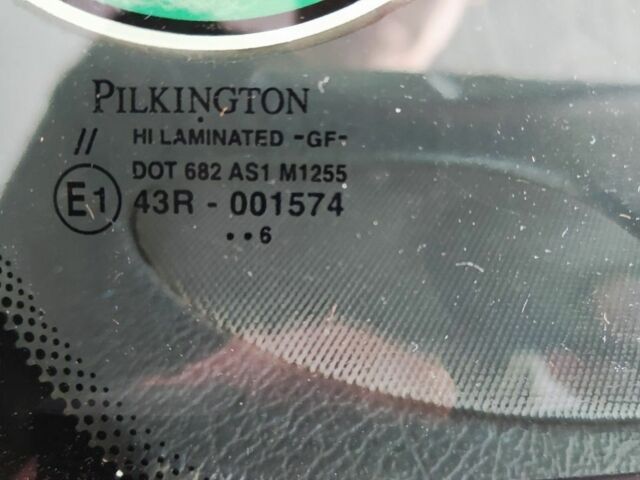 PILKINGTON
// HI LAMINATED -GF-
DOT 682 AS1 M1255
E1 43R - 001574
••6